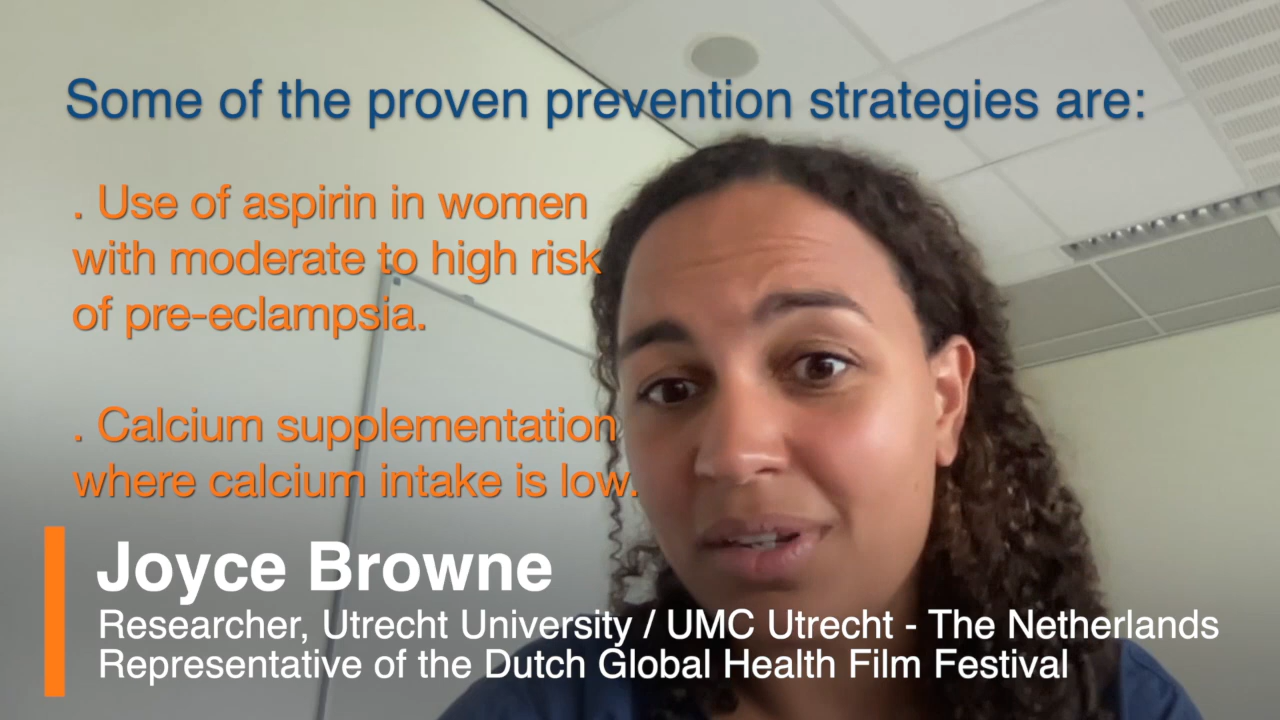 Some of the proven prevention strategies are:
. Use of aspirin in women
with moderate to high risk
of pre-eclampsia.
. Calcium supplementation
where calcium intake is low.
Joyce Browne
Researcher, Utrecht University / UMC Utrecht - The Netherlands
Representative of the Dutch Global Health Film Festival